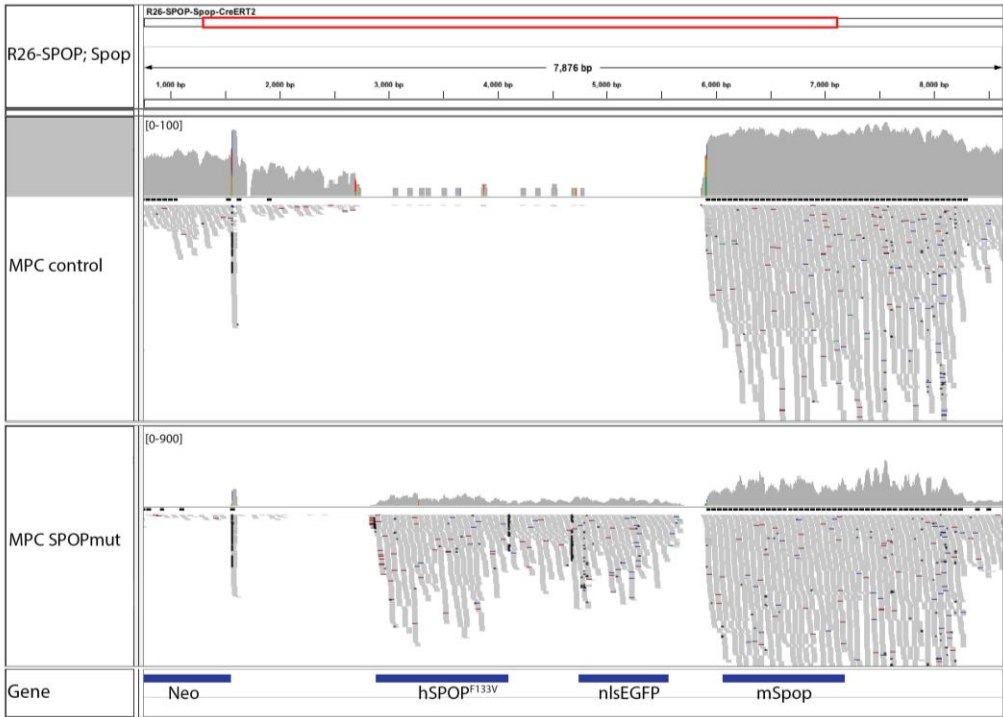 R26-SPOP-Spop-CreERT2
R26-SPOP; Spop
7,876 bp
1,000 bp 2,000 bp 3,000 bp 4,000 bp 5,000 bp 6,000 bp 7,000 bp 8,000 bp
[0-100]
MPC control
[0-900]
MPC SPOPmut
Gene
Neo hSPOP^F133V nlsEGFP mSpop